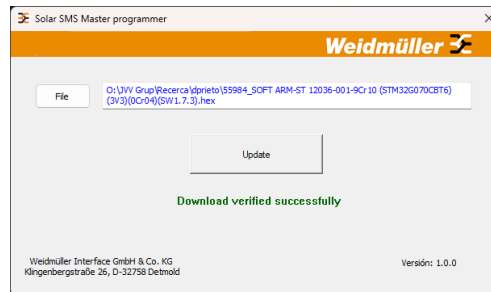 Solar SMS Master programmer
Weidmüller
File
O:\JVV Grup\Recerca\dprieto\55984_SOFT ARM-ST 12036-001-9Cr10 (STM32G070CBT6)
(3V3)(0Cr04)(SW1.7.3).hex
Update
Download verified successfully
Weidmüller Interface GmbH & Co. KG
Klingenbergstraße 26, D-32758 Detmold
Versión: 1.0.0